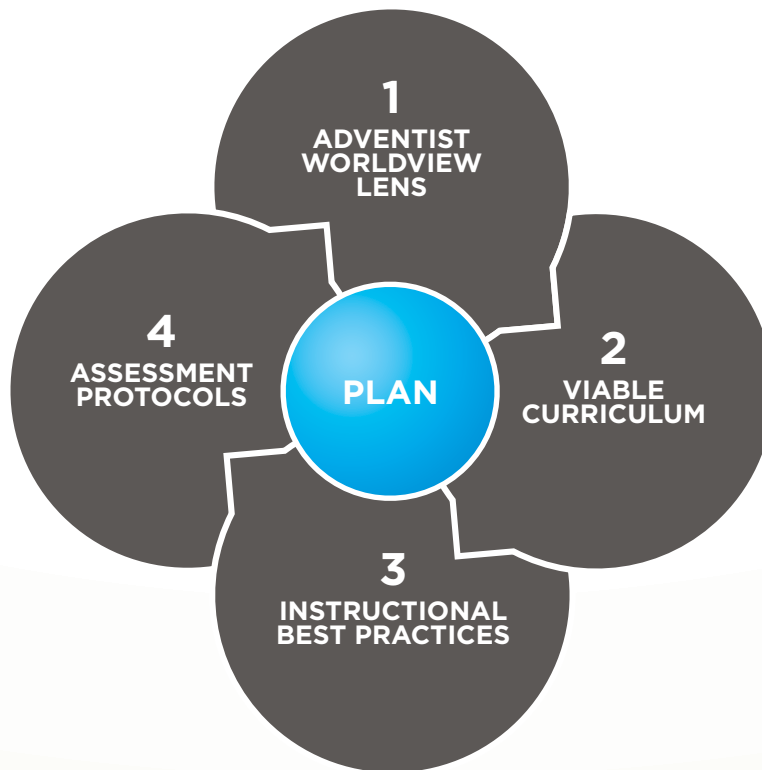 1
ADVENTIST
WORLDVIEW
LENS
2
VIABLE
CURRICULUM
3
INSTRUCTIONAL
BEST PRACTICES
4
ASSESSMENT
PROTOCOLS
PLAN